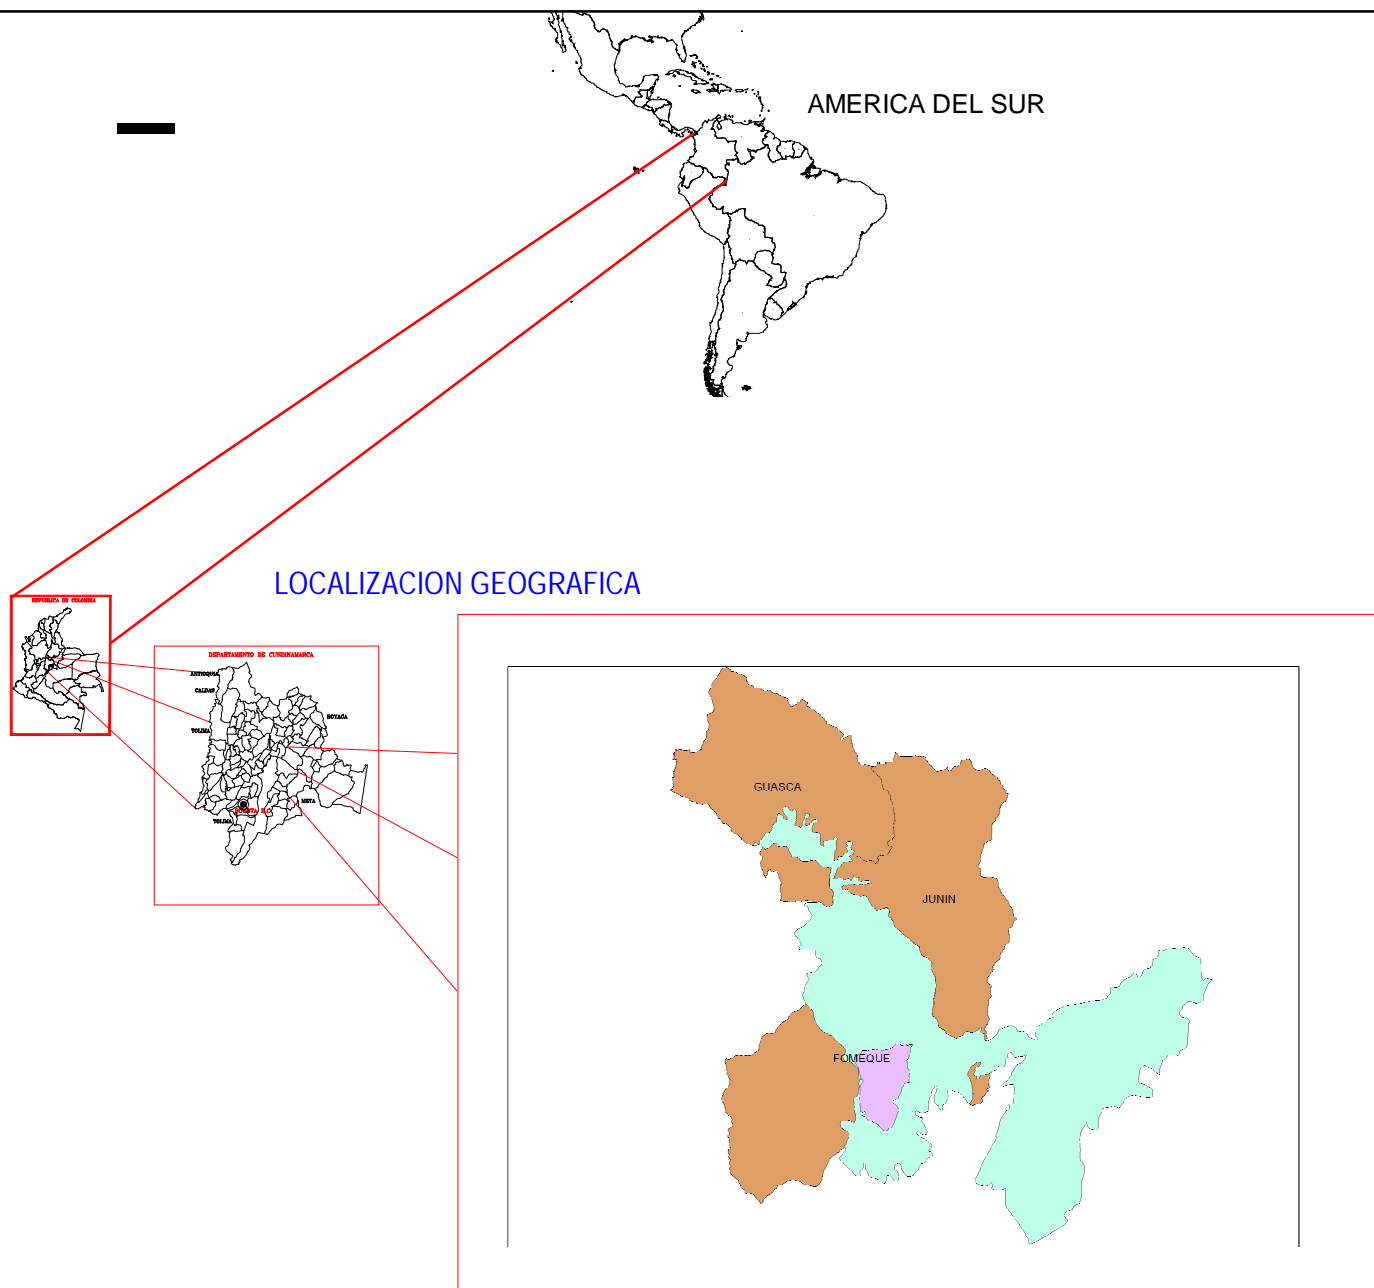 AMERICA DEL SUR
LOCALIZACION GEOGRAFICA
REPUBLICA DE COLOMBIA
DEPARTAMENTO DE CUNDINAMARCA
ANTIOQUIA
CALDAS
BOYACA
TOLIMA
META
BOGOTA D.C.
TOLIMA
GUASCA
JUNIN
FOMEQUE